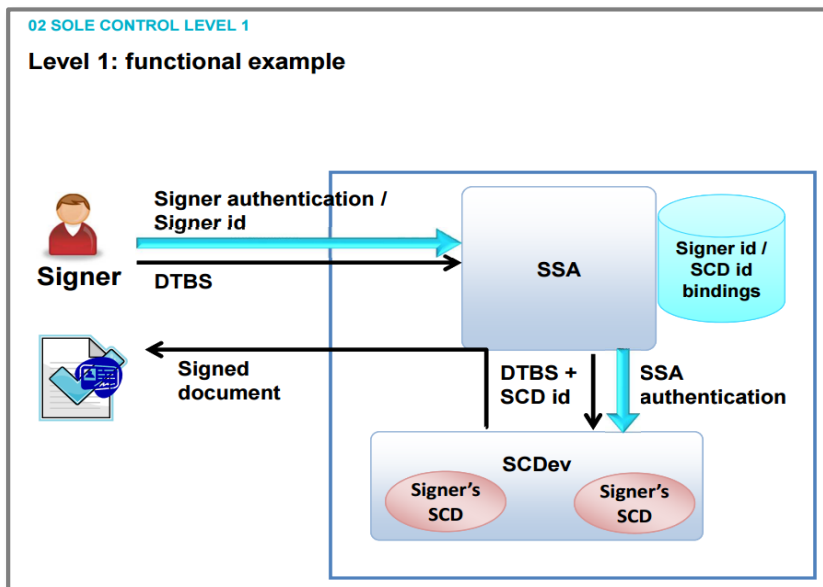 02 SOLE CONTROL LEVEL 1
Level 1: functional example
Signer authentication /
Signer id
Signer
DTBS
SSA
Signer id /
SCD id
bindings
Signed
document
DTBS +
SCD id
SSA
authentication
SCDev
Signer's
SCD
Signer's
SCD